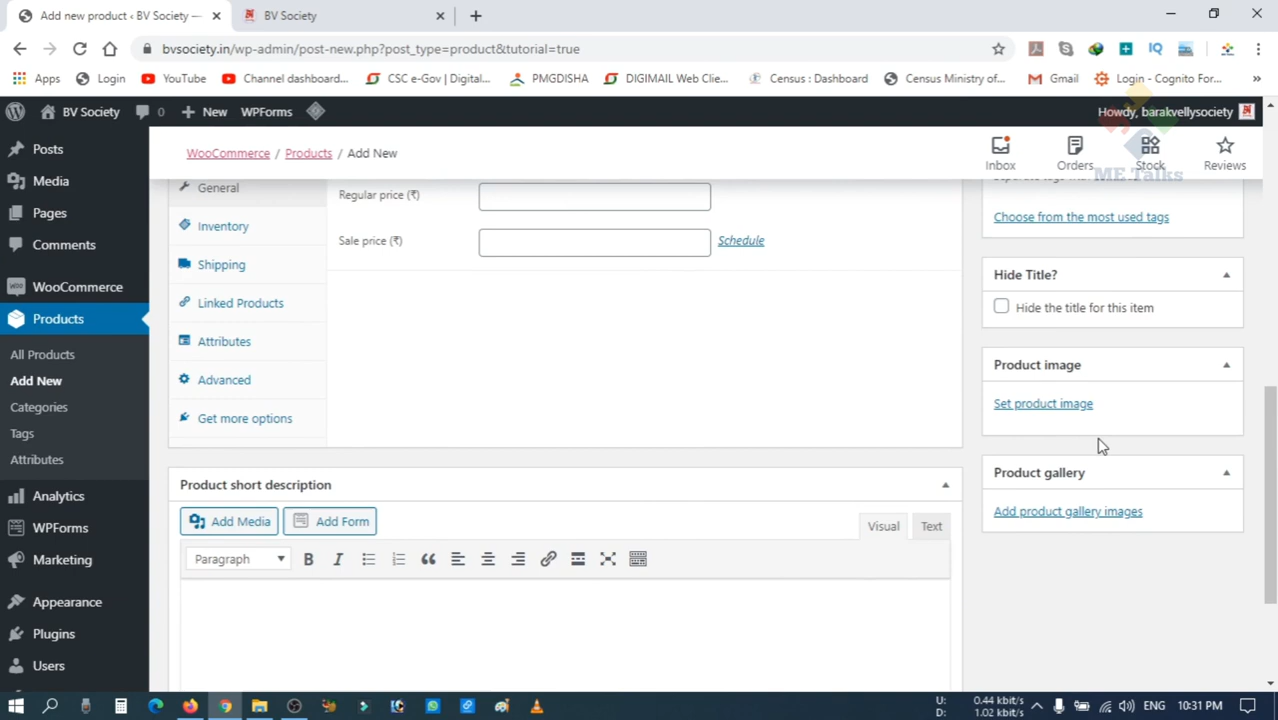 Add new product ‹ BV Society —
BV Society
bvsociety.in/wp-admin/post-new.php?post_type=product&tutorial=true
Apps
Login
YouTube
Channel dashboard...
CSC e-Gov | Digital...
PMGDISHA
DIGIMAIL Web Clie...
Census : Dashboard
Census Ministry of...
Gmail
Login - Cognito For...
BV Society
0
New
WPForms
Howdy, barakvellysociety
WooCommerce / Products / Add New
Inbox
Orders
Stock
Reviews
ME Talks
Posts
Media
Pages
Comments
WooCommerce
Products
All Products
Add New
Categories
Tags
Attributes
Analytics
WPForms
Marketing
Appearance
Plugins
Users
General
Inventory
Shipping
Linked Products
Attributes
Advanced
Get more options
Regular price (₹)
Sale price (₹)
Schedule
Product short description
Add Media
Add Form
Visual
Text
Paragraph
Choose from the most used tags
Hide Title?
Hide the title for this item
Product image
Set product image
Product gallery
Add product gallery images
U: 0.44 kbit/s
D: 1.02 kbit/s
ENG
10:31 PM